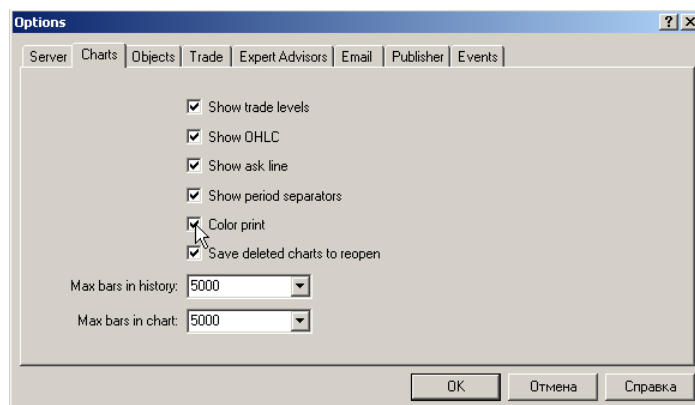 Options
Server Charts Objects Trade Expert Advisors Email Publisher Events
Show trade levels
Show OHLC
Show ask line
Show period separators
Color print
Save deleted charts to reopen
Max bars in history: 5000
Max bars in chart: 5000
OK Отмена Справка